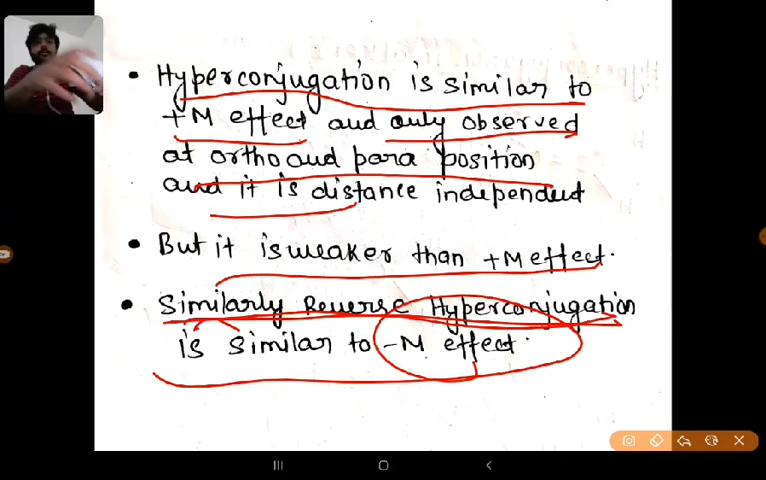 • Hyperconjugation is similar to
+M effect and only observed
at ortho and para position
and it is distance independent
• But it is weaker than +M effect.
• Similarly Reverse Hyperconjugation
is similar to -M effect.